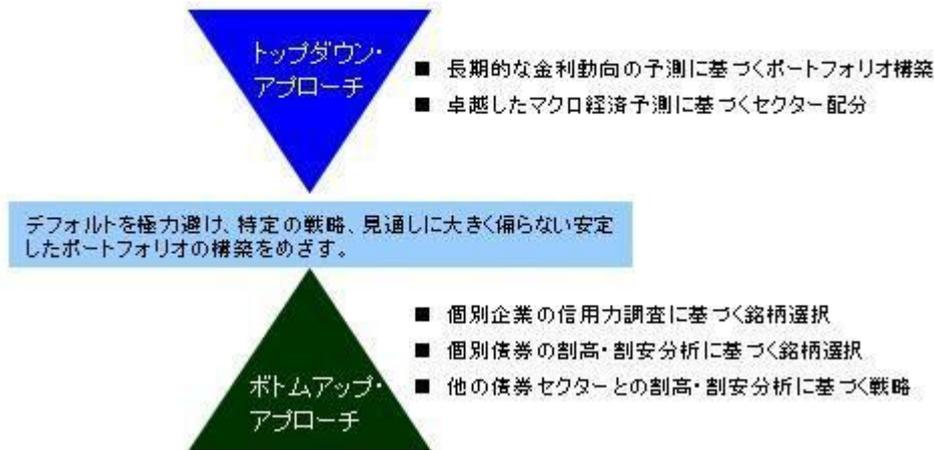 トップダウン・
アプローチ
■ 長期的な金利動向の予測に基づくポートフォリオ構築
■ 卓越したマクロ経済予測に基づくセクター配分
デフォルトを極力避け、特定の戦略、見通しに大きく偏らない安定
したポートフォリオの構築をめざす。
■ 個別企業の信用力調査に基づく銘柄選択
■ 個別債券の割高・割安分析に基づく銘柄選択
■ 他の債券セクターとの割高・割安分析に基づく戦略
ボトムアップ・
アプローチ